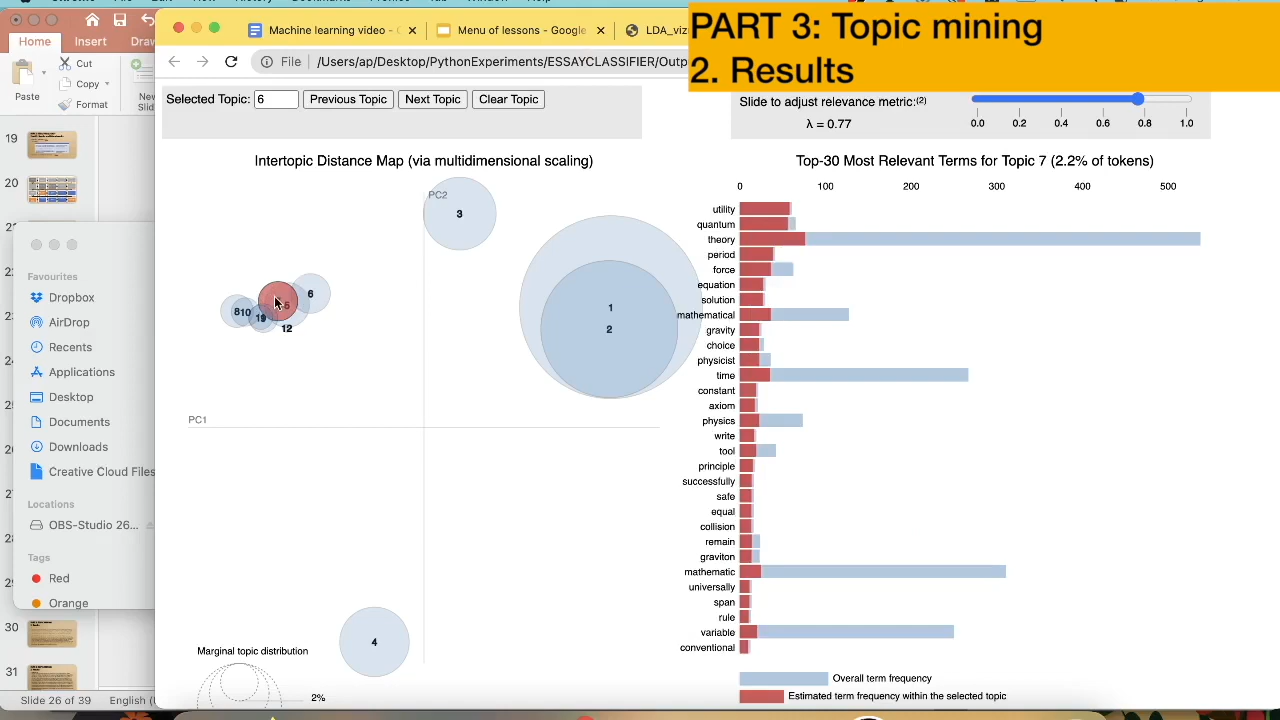 PART 3: Topic mining
2. Results
Home
Insert
Draw
Cut
Copy
Format
Paste
New
19
20
30
31
Slide 26 of 39
English (
Favourites
Dropbox
AirDrop
Recents
Applications
Desktop
Documents
Downloads
Creative Cloud Files
Locations
OBS-Studio 26...
Tags
Red
Orange
Machine learning video -
Menu of lessons - Google
LDA_viz
File
/Users/ap/Desktop/PythonExperiments/ESSAYCLASSIFIER/Outp
Selected Topic: 6
Previous Topic
Next Topic
Clear Topic
Slide to adjust relevance metric:(2)
λ = 0.77
0.0 0.2 0.4 0.6 0.8 1.0
Intertopic Distance Map (via multidimensional scaling)
PC2
PC1
3
1
2
6
5
8
10
12
4
Marginal topic distribution
2%
Top-30 Most Relevant Terms for Topic 7 (2.2% of tokens)
0 100 200 300 400 500
utility
quantum
theory
period
force
equation
solution
mathematical
gravity
choice
physicist
time
constant
axiom
physics
write
tool
principle
successfully
safe
equal
collision
remain
graviton
mathematic
universally
span
rule
variable
conventional
Overall term frequency
Estimated term frequency within the selected topic